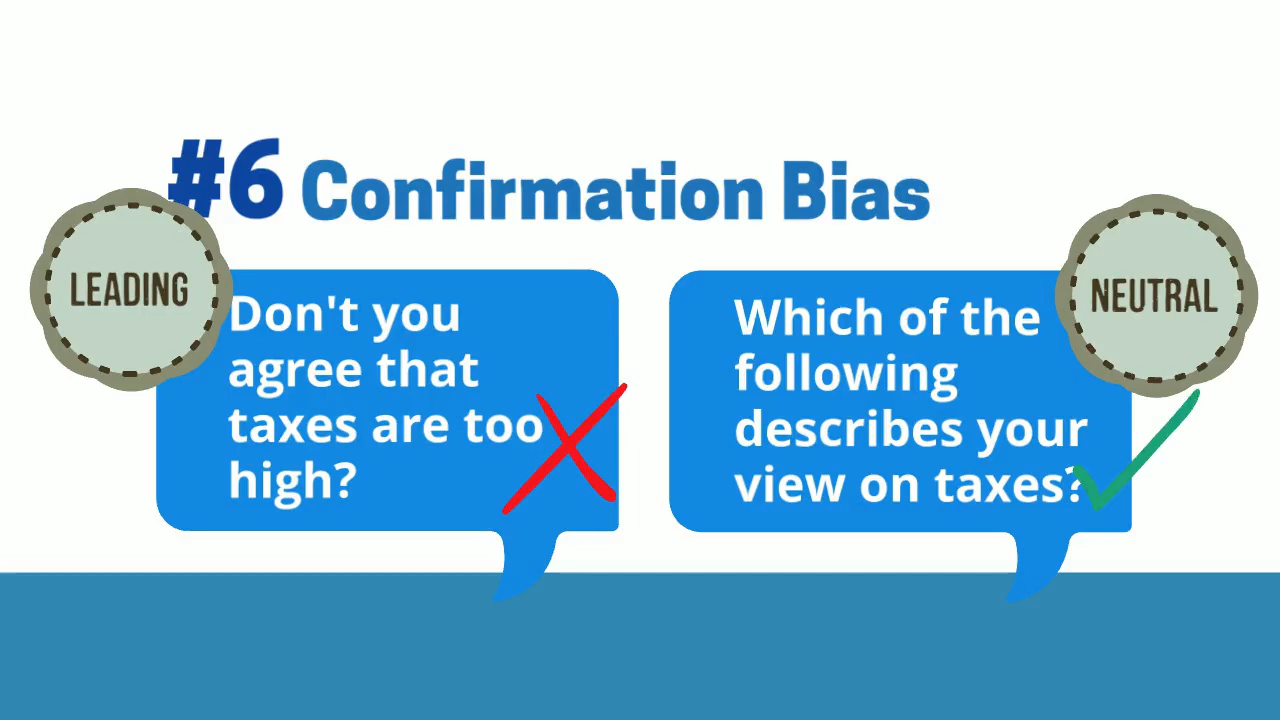 #6 Confirmation Bias
LEADING
Don't you
agree that
taxes are too
high?
NEUTRAL
Which of the
following
describes your
view on taxes?